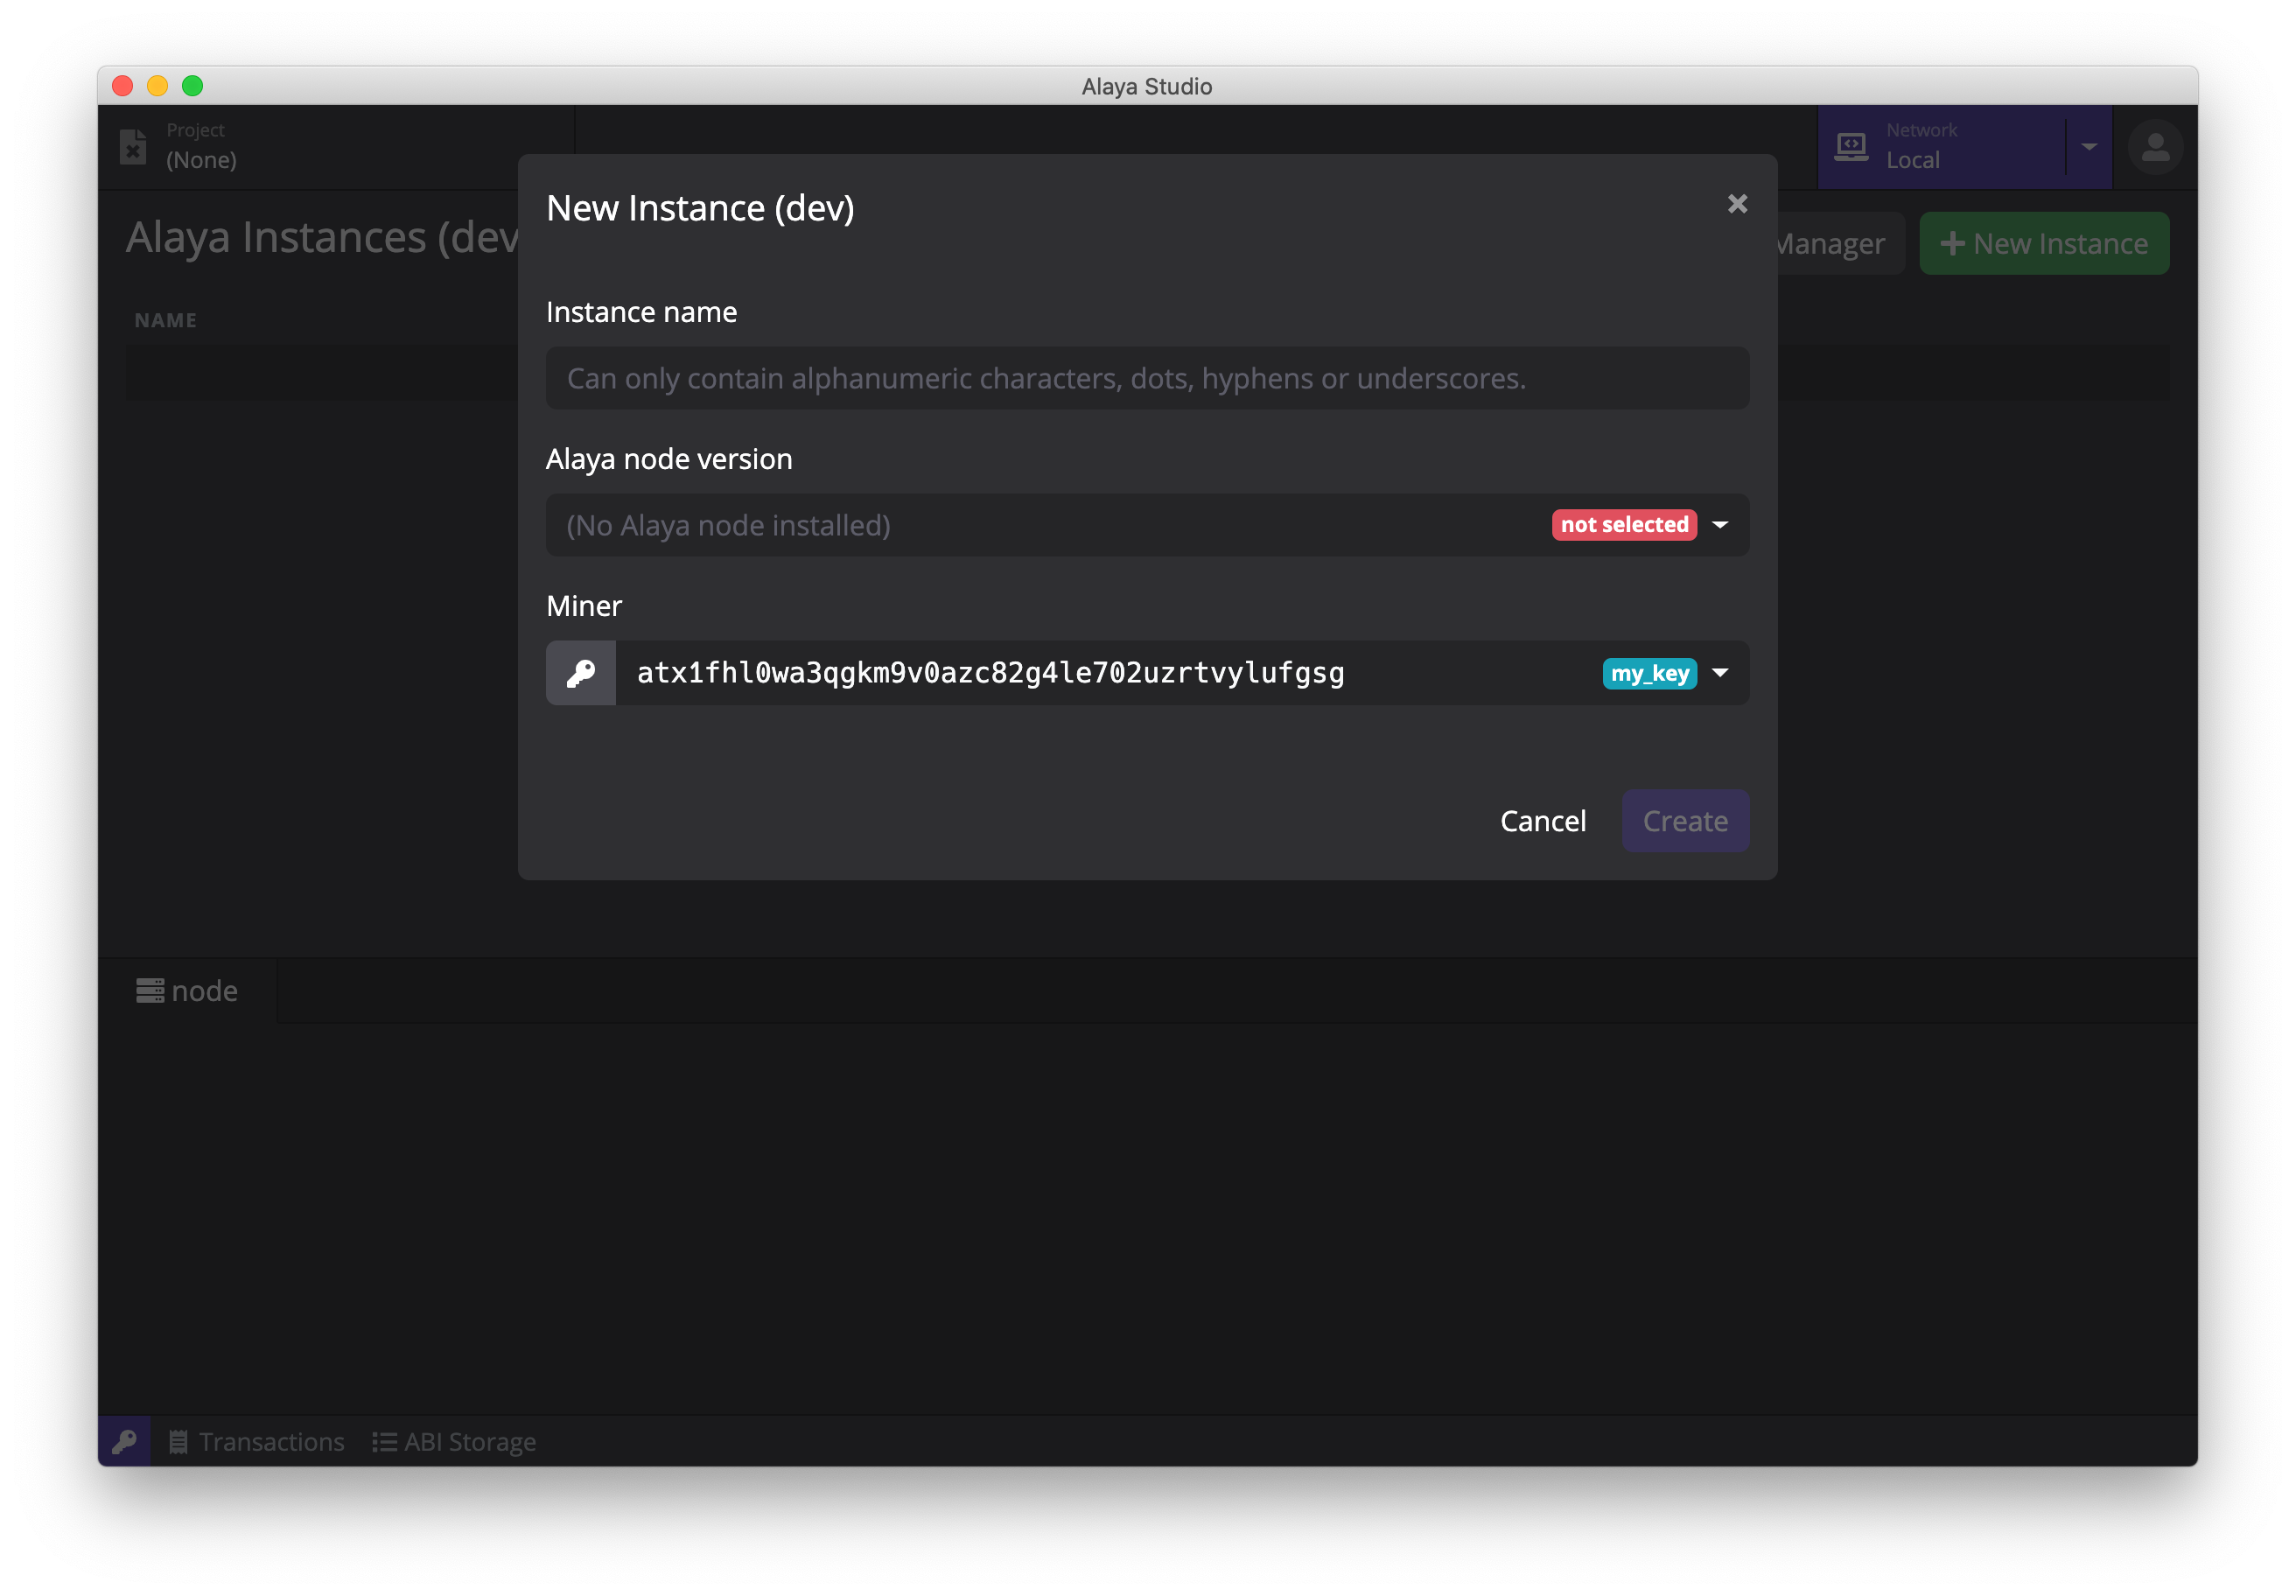 Alaya Studio
Project
(None)
Network
Local
Alaya Instances (dev
Manager
New Instance
NAME
New Instance (dev)
Instance name
Can only contain alphanumeric characters, dots, hyphens or underscores.
Alaya node version
(No Alaya node installed)
not selected
Miner
atx1fhl0wa3qgkm9v0azc82g4le702uzrtvylufgsg
my_key
Cancel
Create
node
Transactions
ABI Storage